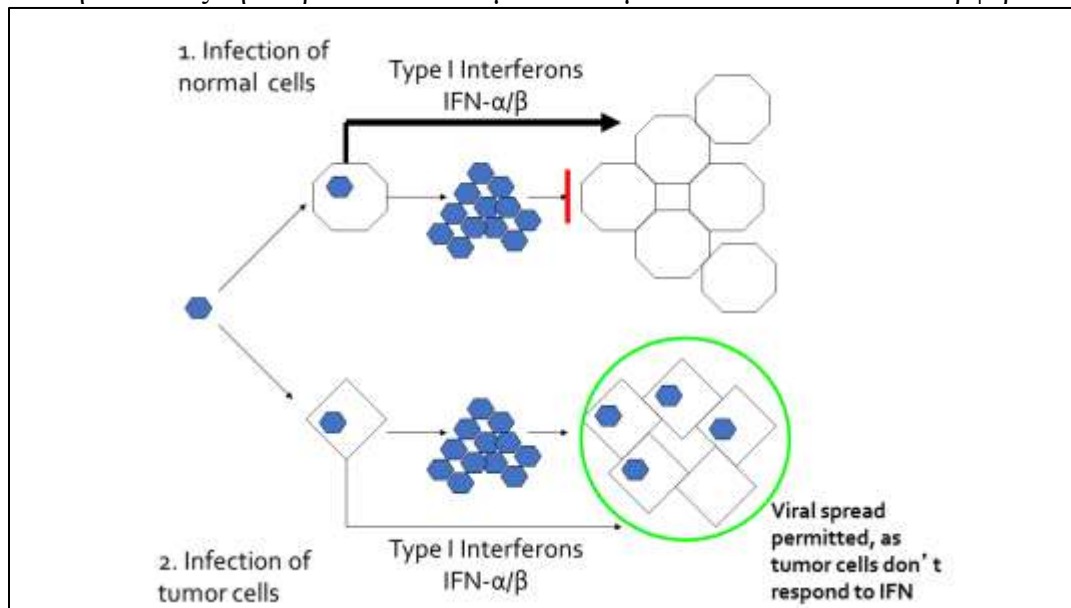 1. Infection of
normal cells
Type I Interferons
IFN-α/β
Type I Interferons
IFN-α/β
2. Infection of
tumor cells
Viral spread
permitted, as
tumor cells don't
respond to IFN